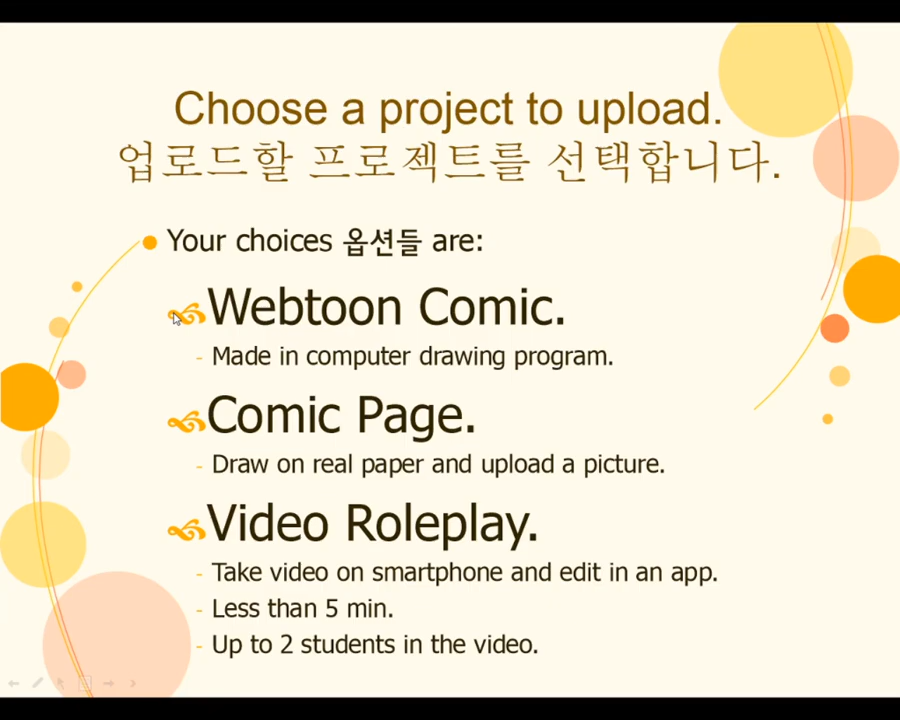 Choose a project to upload.
업로드할 프로젝트를 선택합니다.
Your choices 옵션들 are:
Webtoon Comic.
- Made in computer drawing program.
Comic Page.
- Draw on real paper and upload a picture.
Video Roleplay.
- Take video on smartphone and edit in an app.
- Less than 5 min.
- Up to 2 students in the video.